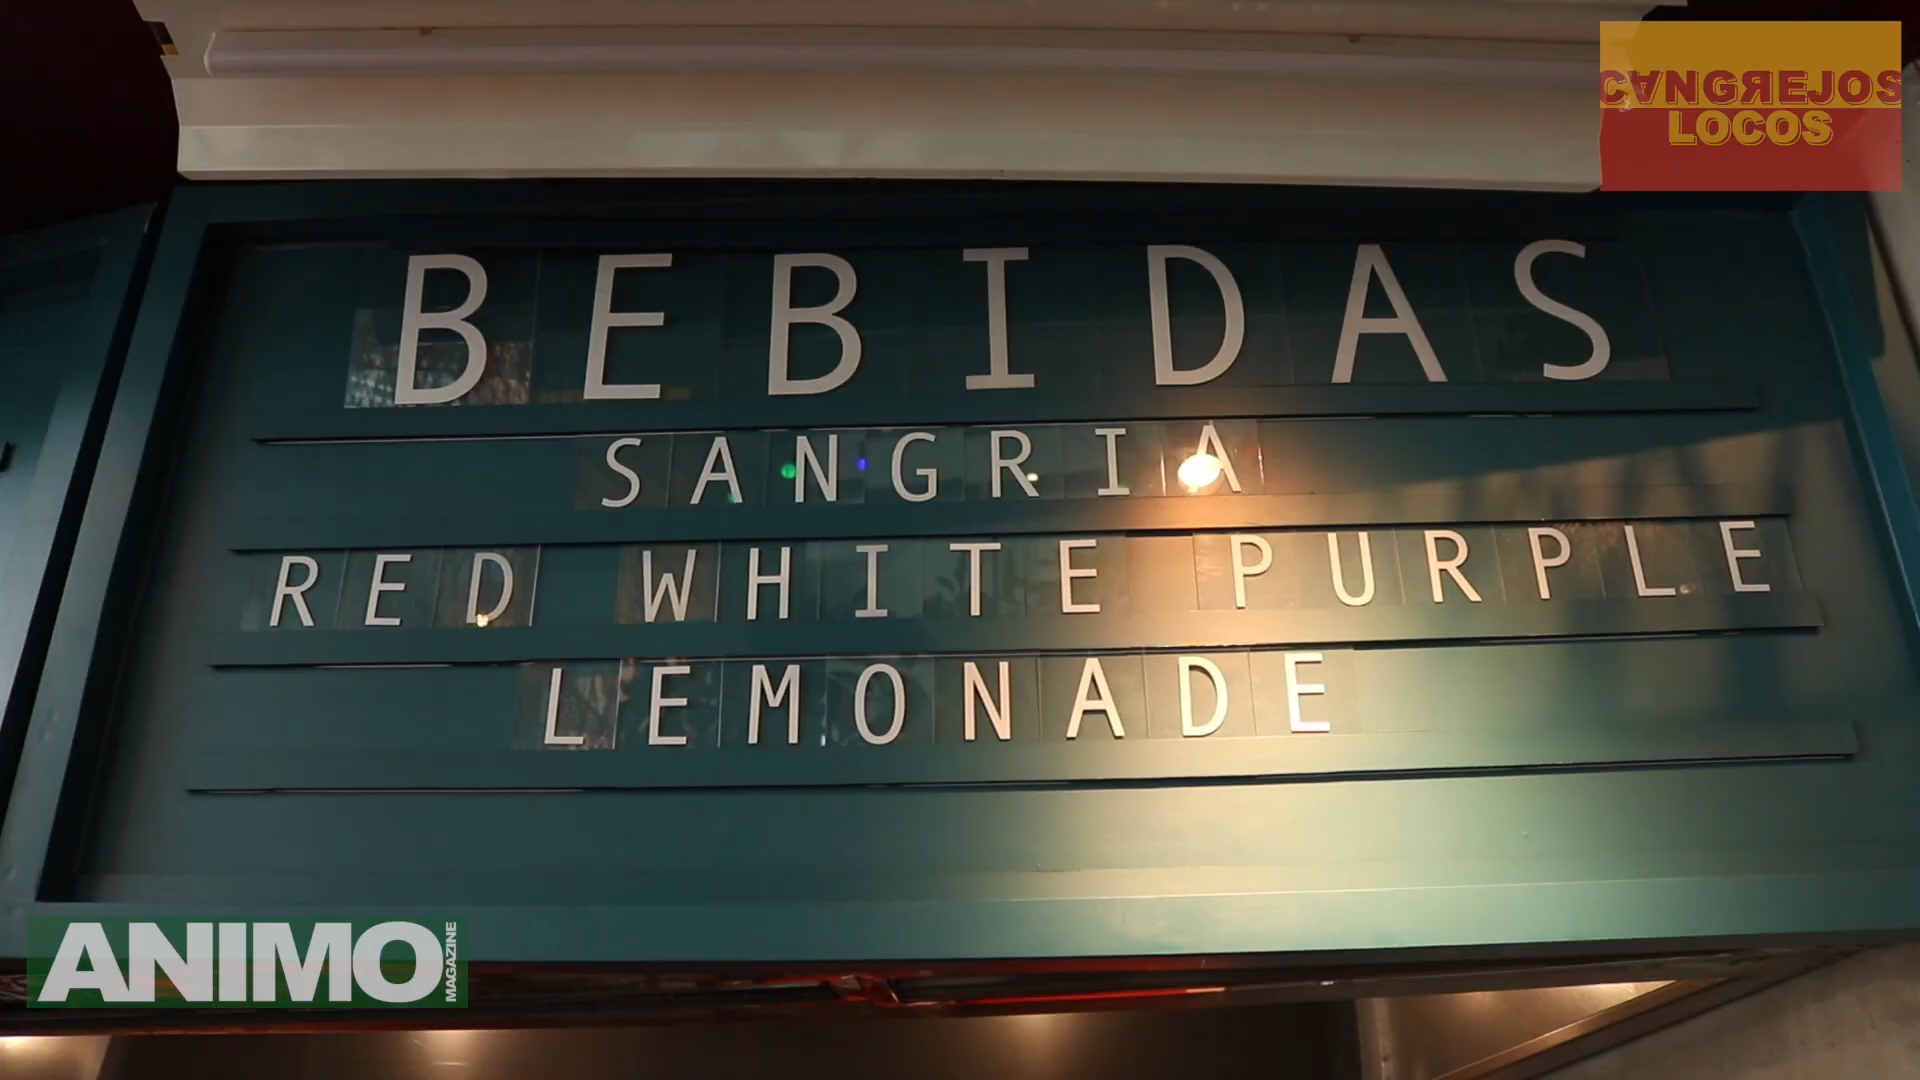 CANGREJOS
LOCOS
BEBIDAS
SANGRIA
RED WHITE PURPLE
LEMONADE
ANIMO MAGAZINE